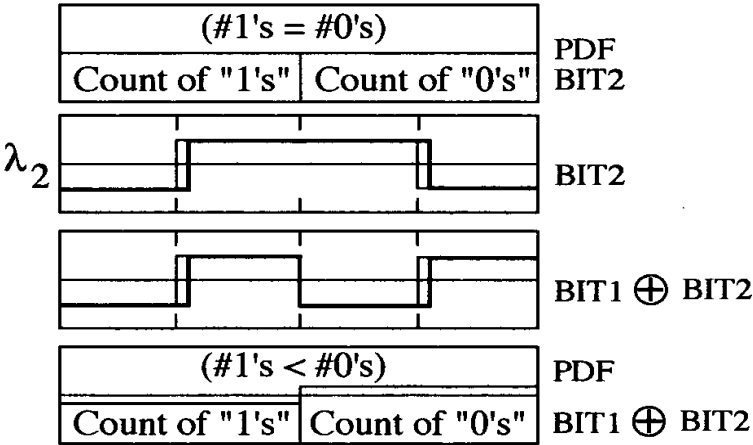 (#1's = #0's)
PDF
Count of "1's" Count of "0's" BIT2
λ2 BIT2
BIT1 ⊕ BIT2
(#1's < #0's) PDF
Count of "1's" Count of "0's" BIT1 ⊕ BIT2